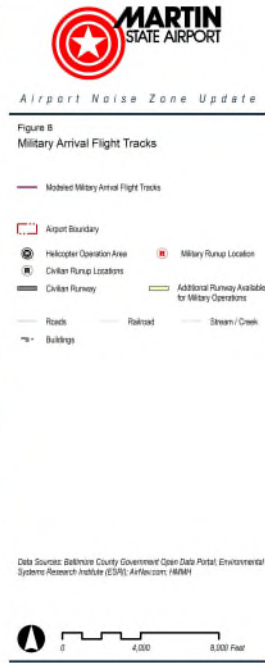 MARTIN
STATE AIRPORT
Airport Noise Zone Update
Figure 8
Military Arrival Flight Tracks
Modeled Military Arrival Flight Tracks
Airport Boundary
Helicopter Operation Area
R Military Runup Location
R Civilian Runup Locations
Civilian Runway
Additional Runway Available
for Military Operations
Roads Railroad Stream / Creek
Buildings
Data Sources: Baltimore County Government Open Data Portal, Environmental
Systems Research Institute (ESRI); AirNav.com; HMMH
0 4,000 8,000 Feet